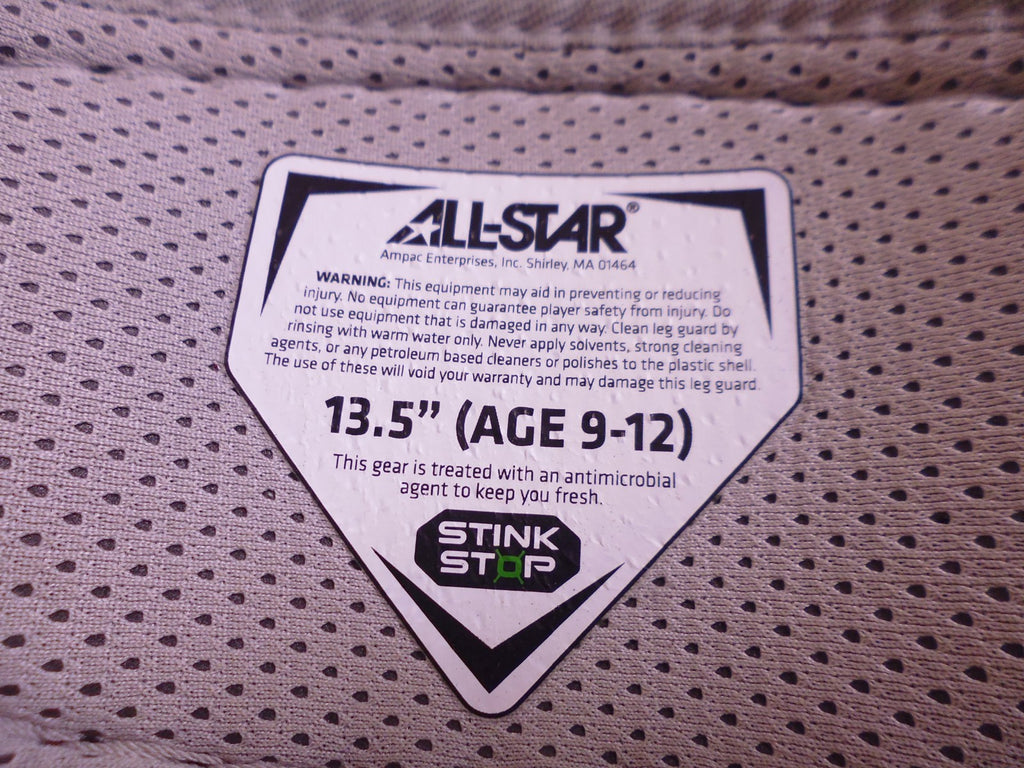 ALL-STAR®
Ampac Enterprises, Inc. Shirley, MA 01464
WARNING: This equipment may aid in preventing or reducing
injury. No equipment can guarantee player safety from injury. Do
not use equipment that is damaged in any way. Clean leg guard by
rinsing with warm water only. Never apply solvents, strong cleaning
agents, or any petroleum based cleaners or polishes to the plastic shell.
The use of these will void your warranty and may damage this leg guard.
13.5” (AGE 9-12)
This gear is treated with an antimicrobial
agent to keep you fresh.
STINK
STOP